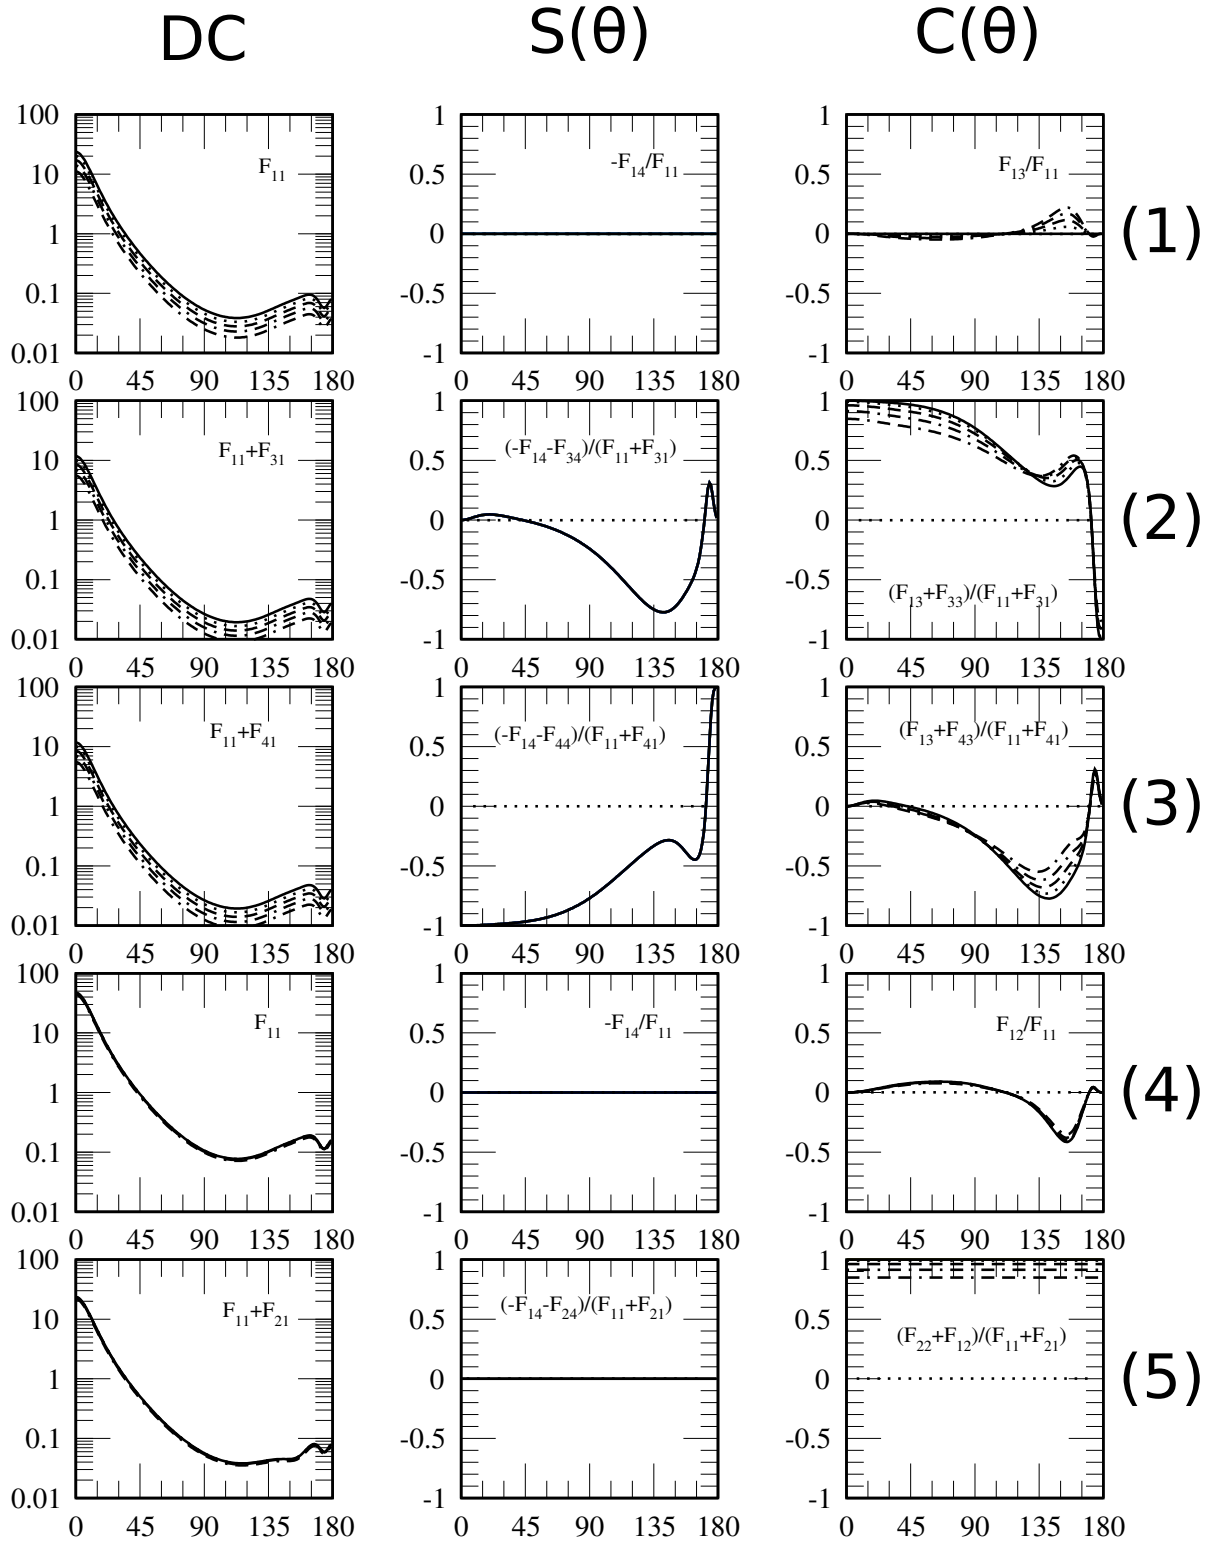 DC S(θ) C(θ)
100 10 1 0.1 0.01 F11 0 45 90 135 180
1 0.5 0 -0.5 -1 -F14/F11 0 45 90 135 180
1 0.5 0 -0.5 -1 F13/F11 0 45 90 135 180
(1)
100 10 1 0.1 0.01 F11+F31 0 45 90 135 180
1 0.5 0 -0.5 -1 (-F14-F34)/(F11+F31) 0 45 90 135 180
1 0.5 0 -0.5 -1 (F13+F33)/(F11+F31) 0 45 90 135 180
(2)
100 10 1 0.1 0.01 F11+F41 0 45 90 135 180
1 0.5 0 -0.5 -1 (-F14-F44)/(F11+F41) 0 45 90 135 180
1 0.5 0 -0.5 -1 (F13+F43)/(F11+F41) 0 45 90 135 180
(3)
100 10 1 0.1 0.01 F11 0 45 90 135 180
1 0.5 0 -0.5 -1 -F14/F11 0 45 90 135 180
1 0.5 0 -0.5 -1 F12/F11 0 45 90 135 180
(4)
100 10 1 0.1 0.01 F11+F21 0 45 90 135 180
1 0.5 0 -0.5 -1 (-F14-F24)/(F11+F21) 0 45 90 135 180
1 0.5 0 -0.5 -1 (F22+F12)/(F11+F21) 0 45 90 135 180
(5)